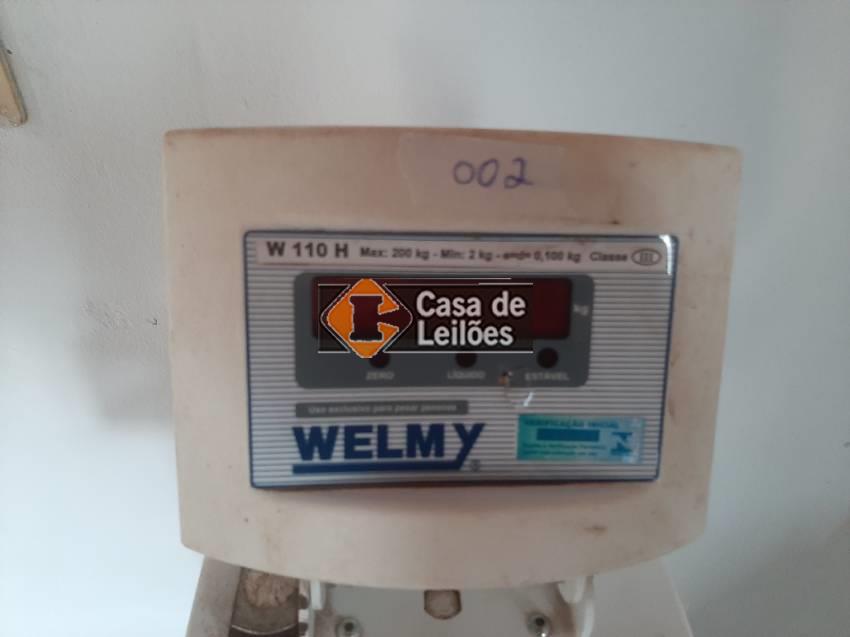 002
W 110 H Max: 200 kg - Min: 2 kg - e=d= 0,100 kg Classe III
kg
Casa de
Leilões
ZERO LÍQUIDO ESTÁVEL
Uso exclusivo para pesar pessoas
WELMY ®
VERIFICAÇÃO INICIAL